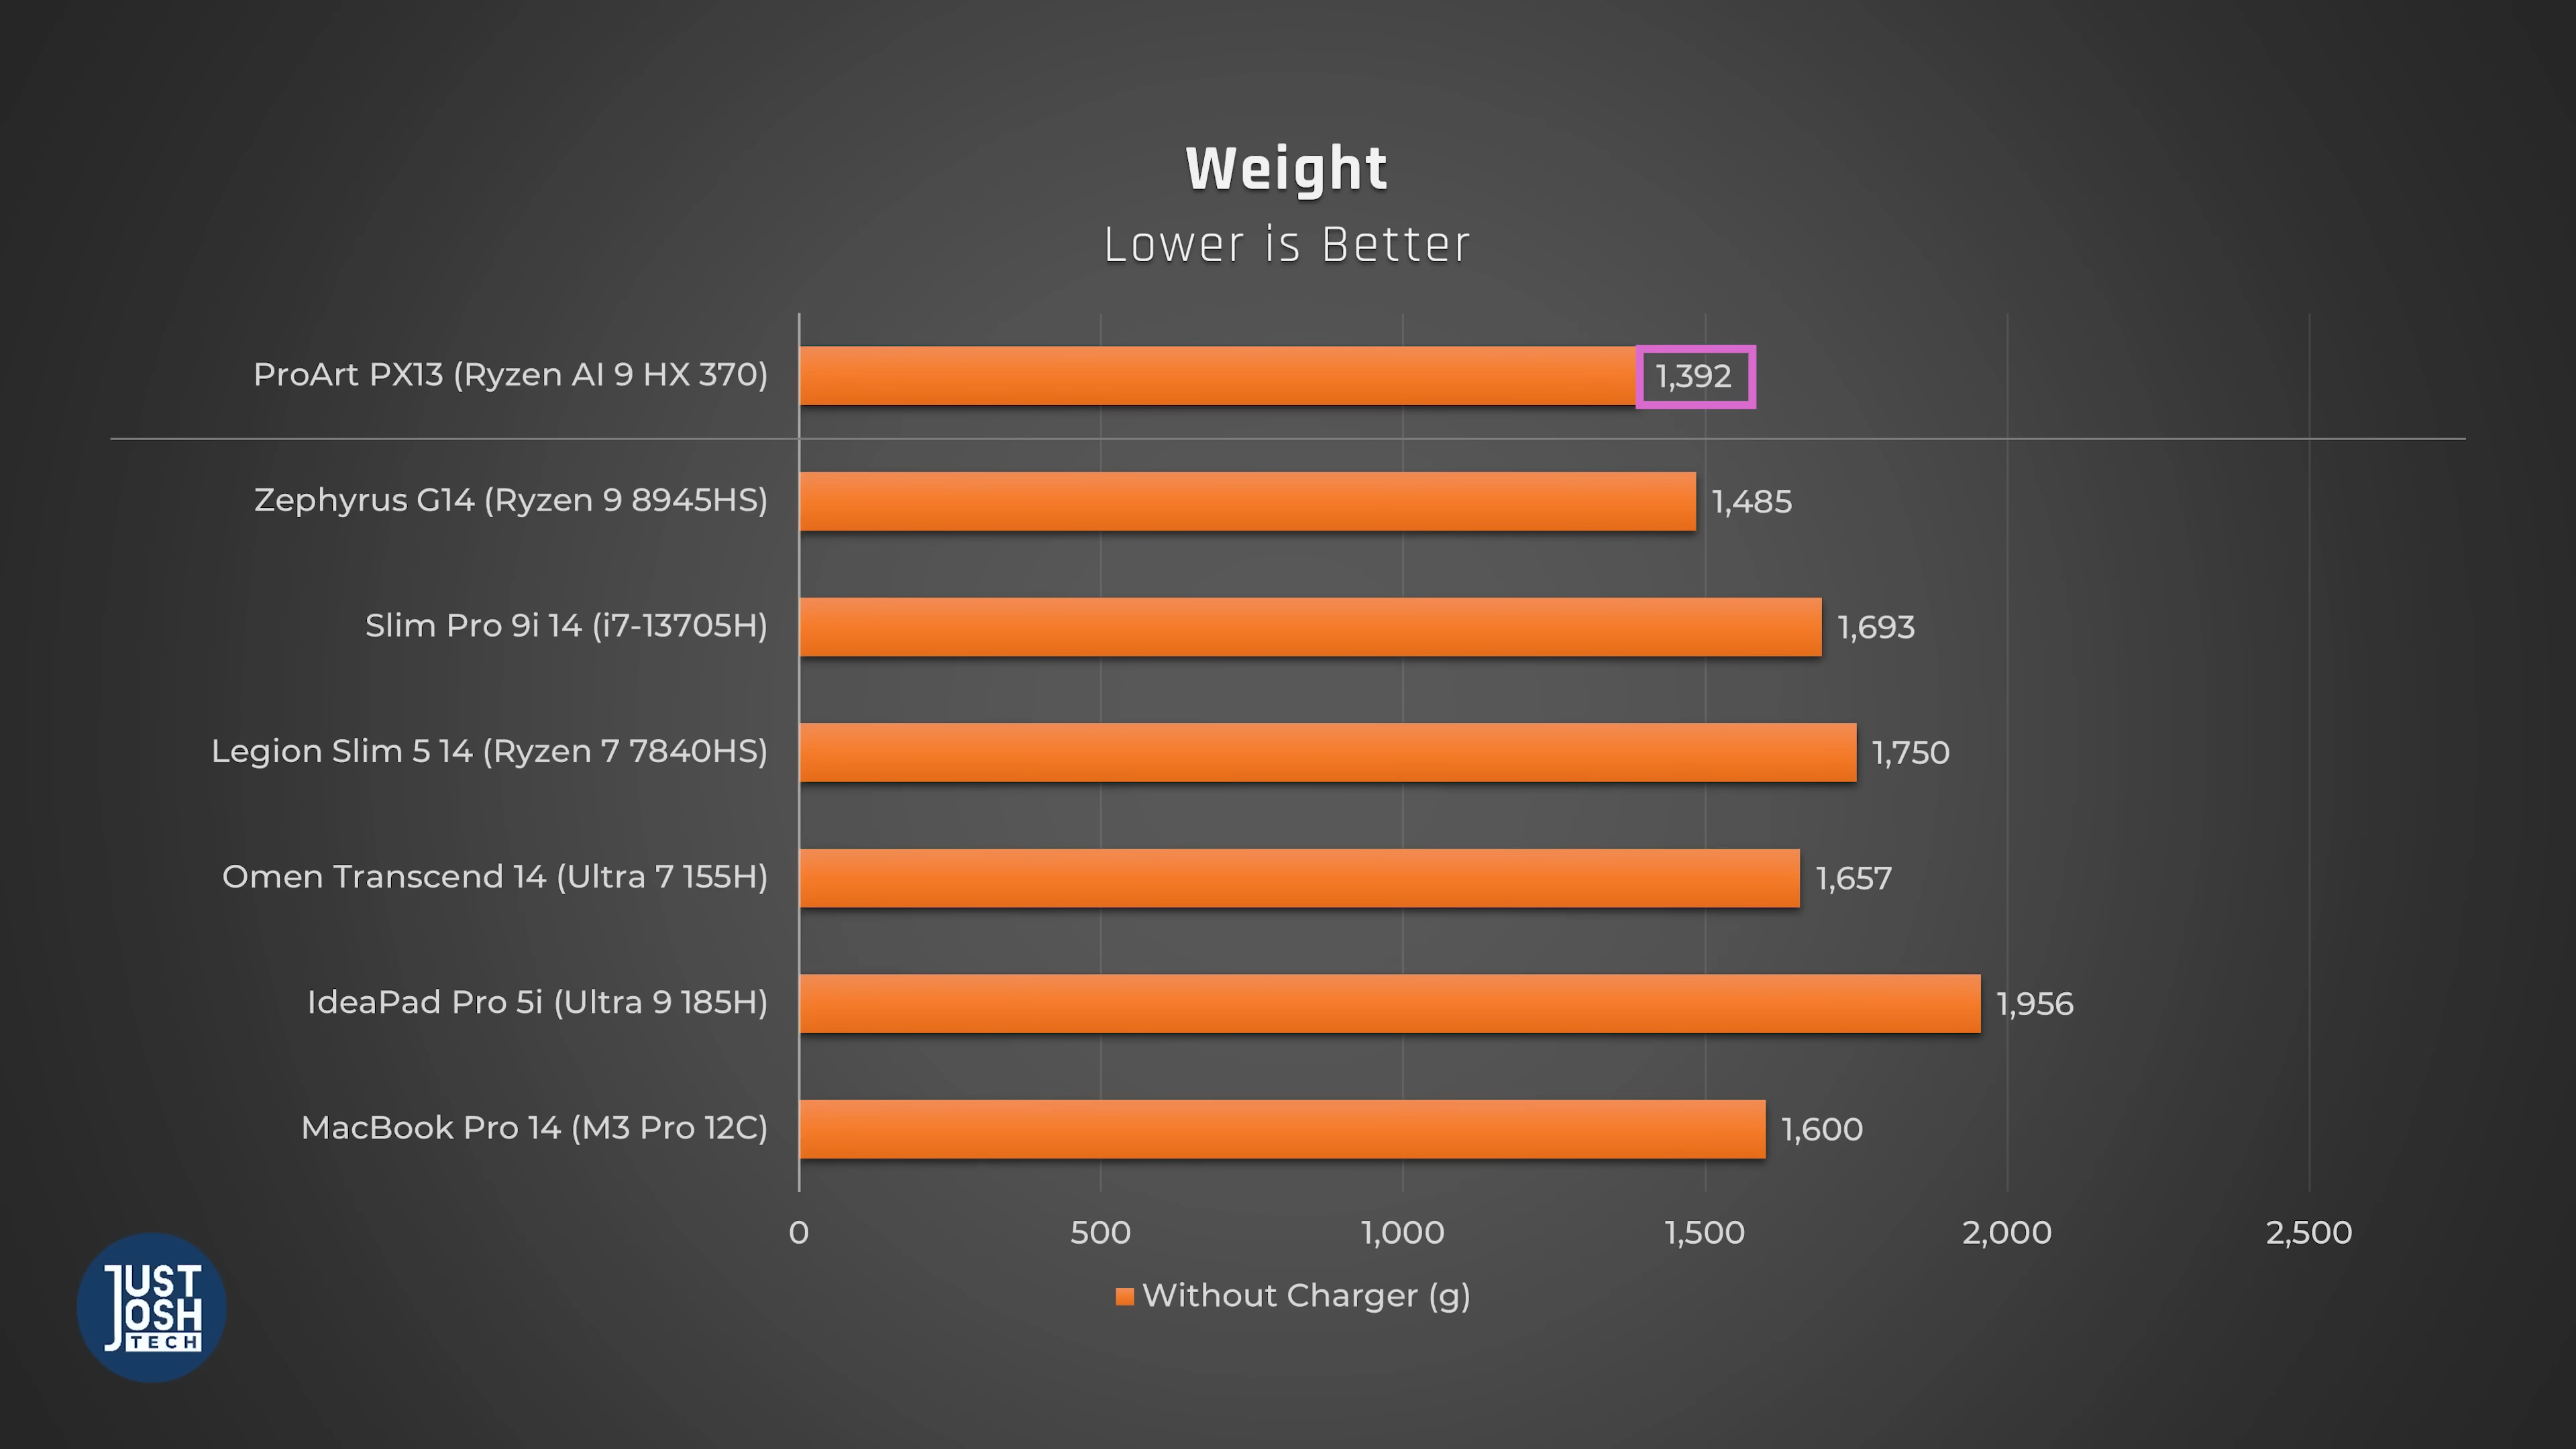 Weight
Lower is Better
ProArt PX13 (Ryzen AI 9 HX 370)
1,392
Zephyrus G14 (Ryzen 9 8945HS)
1,485
Slim Pro 9i 14 (i7-13705H)
1,693
Legion Slim 5 14 (Ryzen 7 7840HS)
1,750
Omen Transcend 14 (Ultra 7 155H)
1,657
IdeaPad Pro 5i (Ultra 9 185H)
1,956
MacBook Pro 14 (M3 Pro 12C)
1,600
0 500 1,000 1,500 2,000 2,500
Without Charger (g)
JUST
JOSH
TECH